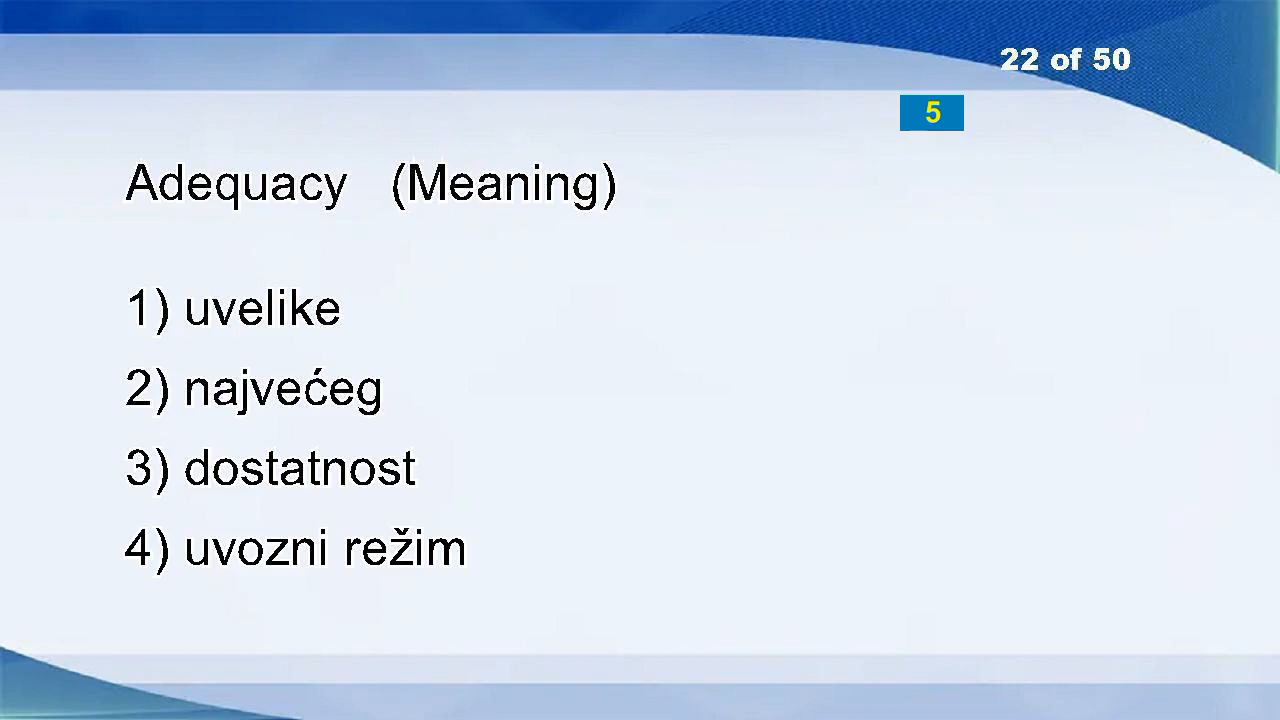 22 of 50
5
Adequacy (Meaning)
1) uvelike
2) najvećeg
3) dostatnost
4) uvozni režim